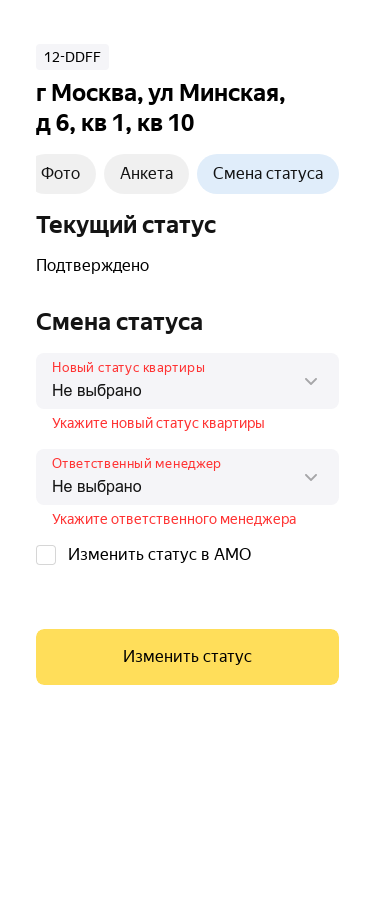 12-DDFF
г Москва, ул Минская,
д 6, кв 1, кв 10
Фото Анкета Смена статуса
Текущий статус
Подтверждено
Смена статуса
Новый статус квартиры
Не выбрано
Укажите новый статус квартиры
Ответственный менеджер
Не выбрано
Укажите ответственного менеджера
Изменить статус в АМО
Изменить статус